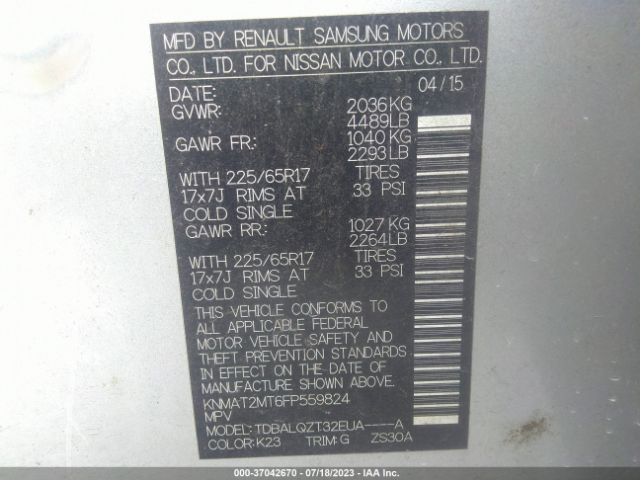 MFD BY RENAULT SAMSUNG MOTORS
CO., LTD. FOR NISSAN MOTOR CO., LTD.
DATE: 04/15
GVWR: 2036KG
4489LB
GAWR FR: 1040 KG
2293LB
WITH 225/65R17 TIRES
17x7J RIMS AT 33 PSI
COLD SINGLE
GAWR RR: 1027 KG
2264LB
WITH 225/65R17 TIRES
17x7J RIMS AT 33 PSI
COLD SINGLE
THIS VEHICLE CONFORMS TO
ALL APPLICABLE FEDERAL
MOTOR VEHICLE SAFETY AND
THEFT PREVENTION STANDARDS
IN EFFECT ON THE DATE OF
MANUFACTURE SHOWN ABOVE.
KNMAT2MT6FP559824
MPV
MODEL: TDBALQZT32EUA----A
COLOR: K23 TRIM: G ZS30A
000-37042670 - 07/18/2023 - IAA.COM